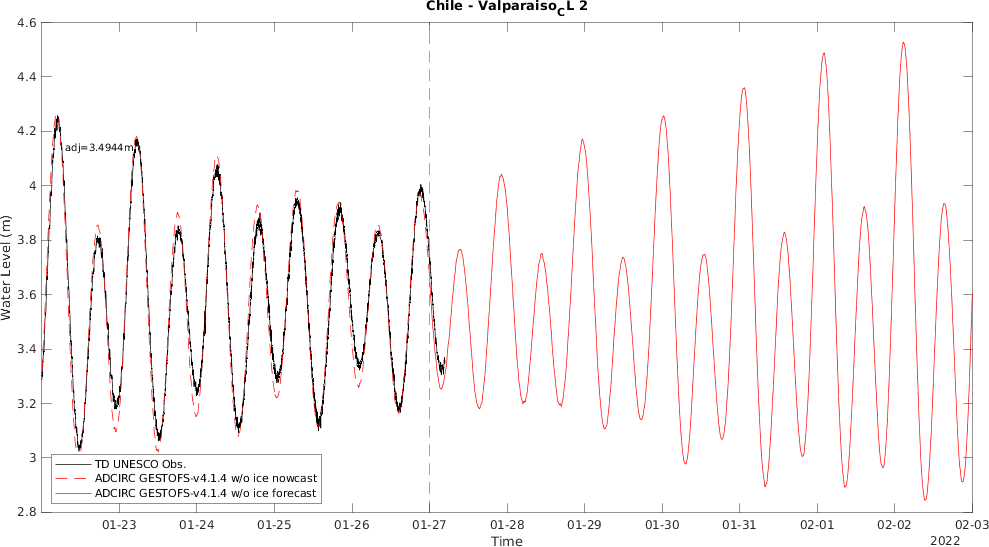 Chile - Valparaiso_CL 2
Water Level (m)
4.6
4.4
4.2
4
3.8
3.6
3.4
3.2
3
2.8
adj=3.4944m
TD UNESCO Obs.
ADCIRC GESTOFS-v4.1.4 w/o ice nowcast
ADCIRC GESTOFS-v4.1.4 w/o ice forecast
01-23 01-24 01-25 01-26 01-27 01-28 01-29 01-30 01-31 02-01 02-02 02-03
Time
2022